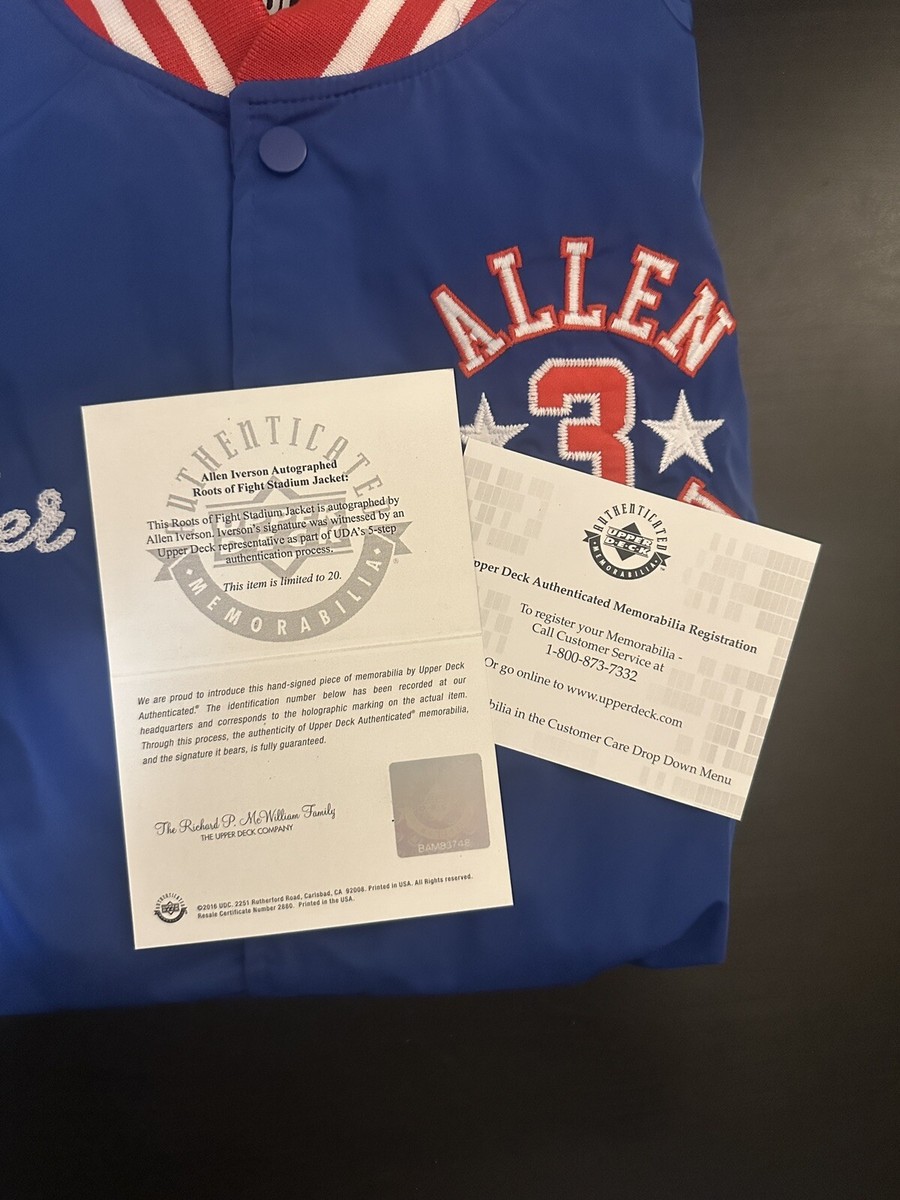 ALLEN
3
er
AUTHENTICATE
MEMORABILIA
Allen Iverson Autographed
Roots of Fight Stadium Jacket:
This Roots of Fight Stadium Jacket is autographed by
Allen Iverson. Iverson's signature was witnessed by an
Upper Deck representative as part of UDA's 5-step
authentication process.
This item is limited to 20.
We are proud to introduce this hand-signed piece of memorabilia by Upper Deck
Authenticated.® The identification number below has been recorded at our
headquarters and corresponds to the holographic marking on the actual item.
Through this process, the authenticity of Upper Deck Authenticated® memorabilia,
and the signature it bears, is fully guaranteed.
The Richard P. McWilliam Family
THE UPPER DECK COMPANY
©2016 UDC. 2251 Rutherford Road, Carlsbad, CA 92008. Printed in USA. All Rights reserved.
Resale Certificate Number 2880. Printed in the USA.
AUTHENTICATED
UPPER
DECK
MEMORABILIA
pper Deck Authenticated Memorabilia Registration
To register your Memorabilia -
Call Customer Service at
1-800-873-7332
Or go online to www.upperdeck.com
bilia in the Customer Care Drop Down Menu